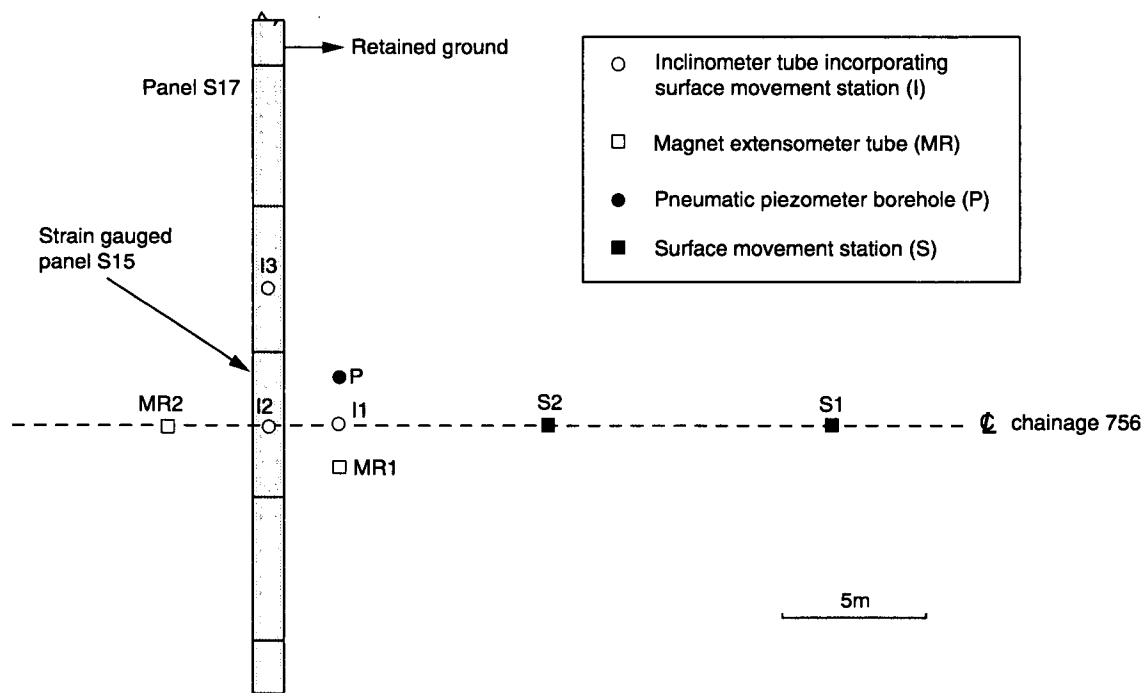 Retained ground
Panel S17
Inclinometer tube incorporating
surface movement station (I)
Magnet extensometer tube (MR)
Pneumatic piezometer borehole (P)
Surface movement station (S)
Strain gauged
panel S15
I3
P
MR2
I2
I1
S2
S1
℄ chainage 756
MR1
5m